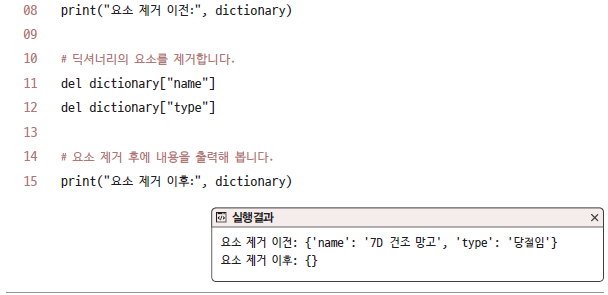 08 print("요소 제거 이전:", dictionary)
09
10 # 딕셔너리의 요소를 제거합니다.
11 del dictionary["name"]
12 del dictionary["type"]
13
14 # 요소 제거 후에 내용을 출력해 봅니다.
15 print("요소 제거 이후:", dictionary)
실행결과
요소 제거 이전: {'name': '7D 건조 망고', 'type': '당절임'}
요소 제거 이후: {}